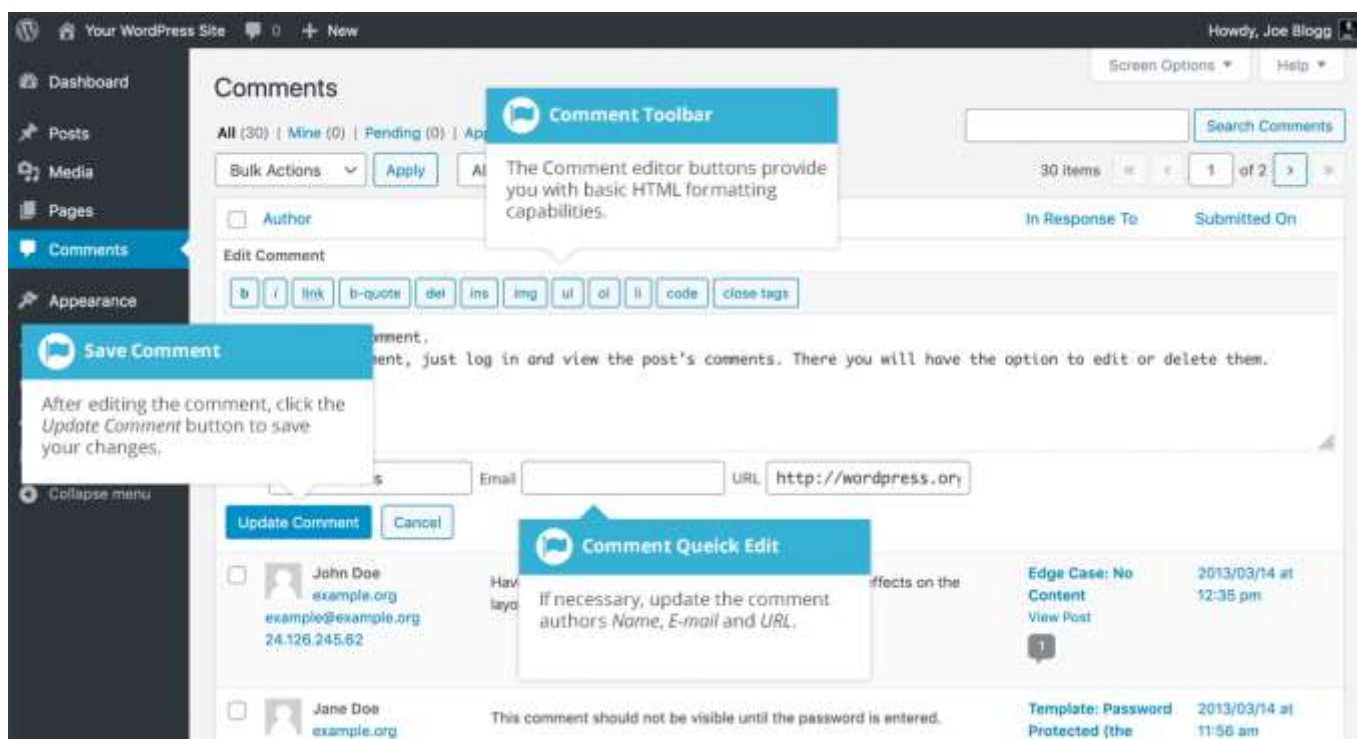 Your WordPress Site 0 + New Howdy, Joe Blogg
Screen Options Help
Dashboard
Posts
Media
Pages
Comments
Appearance
Collapse menu
Comments
All (30) | Mine (0) | Pending (0) |
Search Comments
Bulk Actions Apply
30 items « ‹ 1 of 2 › »
Author In Response To Submitted On
Comment Toolbar
The Comment editor buttons provide
you with basic HTML formatting
capabilities.
Edit Comment
b i link b-quote del ins img ul ol li code close tags
just log in and view the post's comments. There you will have the option to edit or delete them.
Save Comment
After editing the comment, click the
Update Comment button to save
your changes.
Email URL http://wordpress.or
Update Comment Cancel
Comment Queick Edit
If necessary, update the comment
authors Name, E-mail and URL.
John Doe
example.org
example@example.org
24.126.245.62
on the
Edge Case: No
Content
View Post
1
2013/03/14 at
12:35 pm
Jane Doe
example.org
This comment should not be visible until the password is entered.
Template: Password
Protected (the
2013/03/14 at
11:56 am